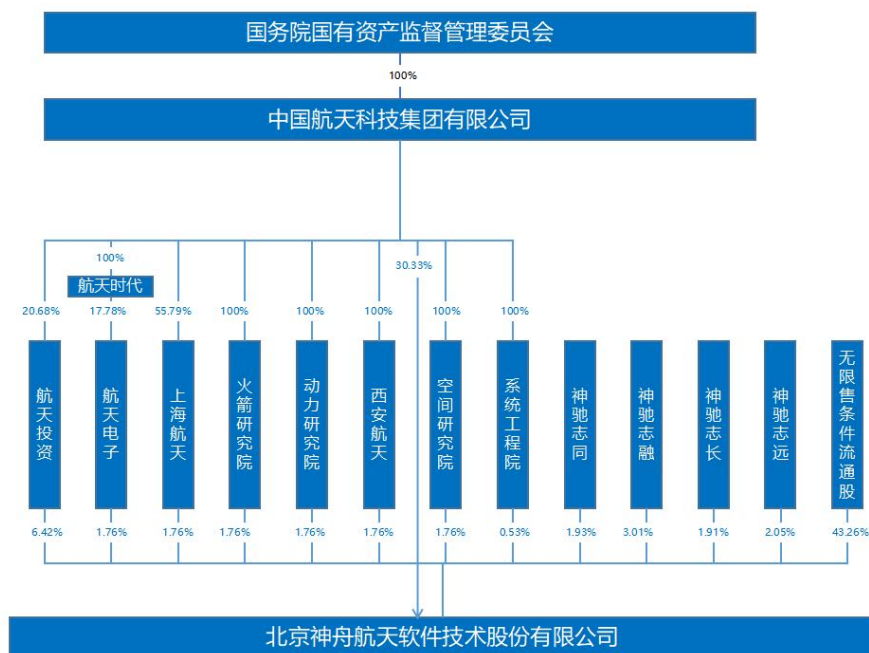 国务院国有资产监督管理委员会
100%
中国航天科技集团有限公司
100%
30.33%
航天时代
20.68% 17.78% 55.79% 100% 100% 100% 100% 100%
航天投资
航天电子
上海航天
火箭研究院
动力研究院
西安航天
空间研究院
系统工程院
神驰志同
神驰志融
神驰志长
神驰志远
无限售条件流通股
6.42% 1.76% 1.76% 1.76% 1.76% 1.76% 1.76% 0.53% 1.93% 3.01% 1.91% 2.05% 43.26%
北京神舟航天软件技术股份有限公司